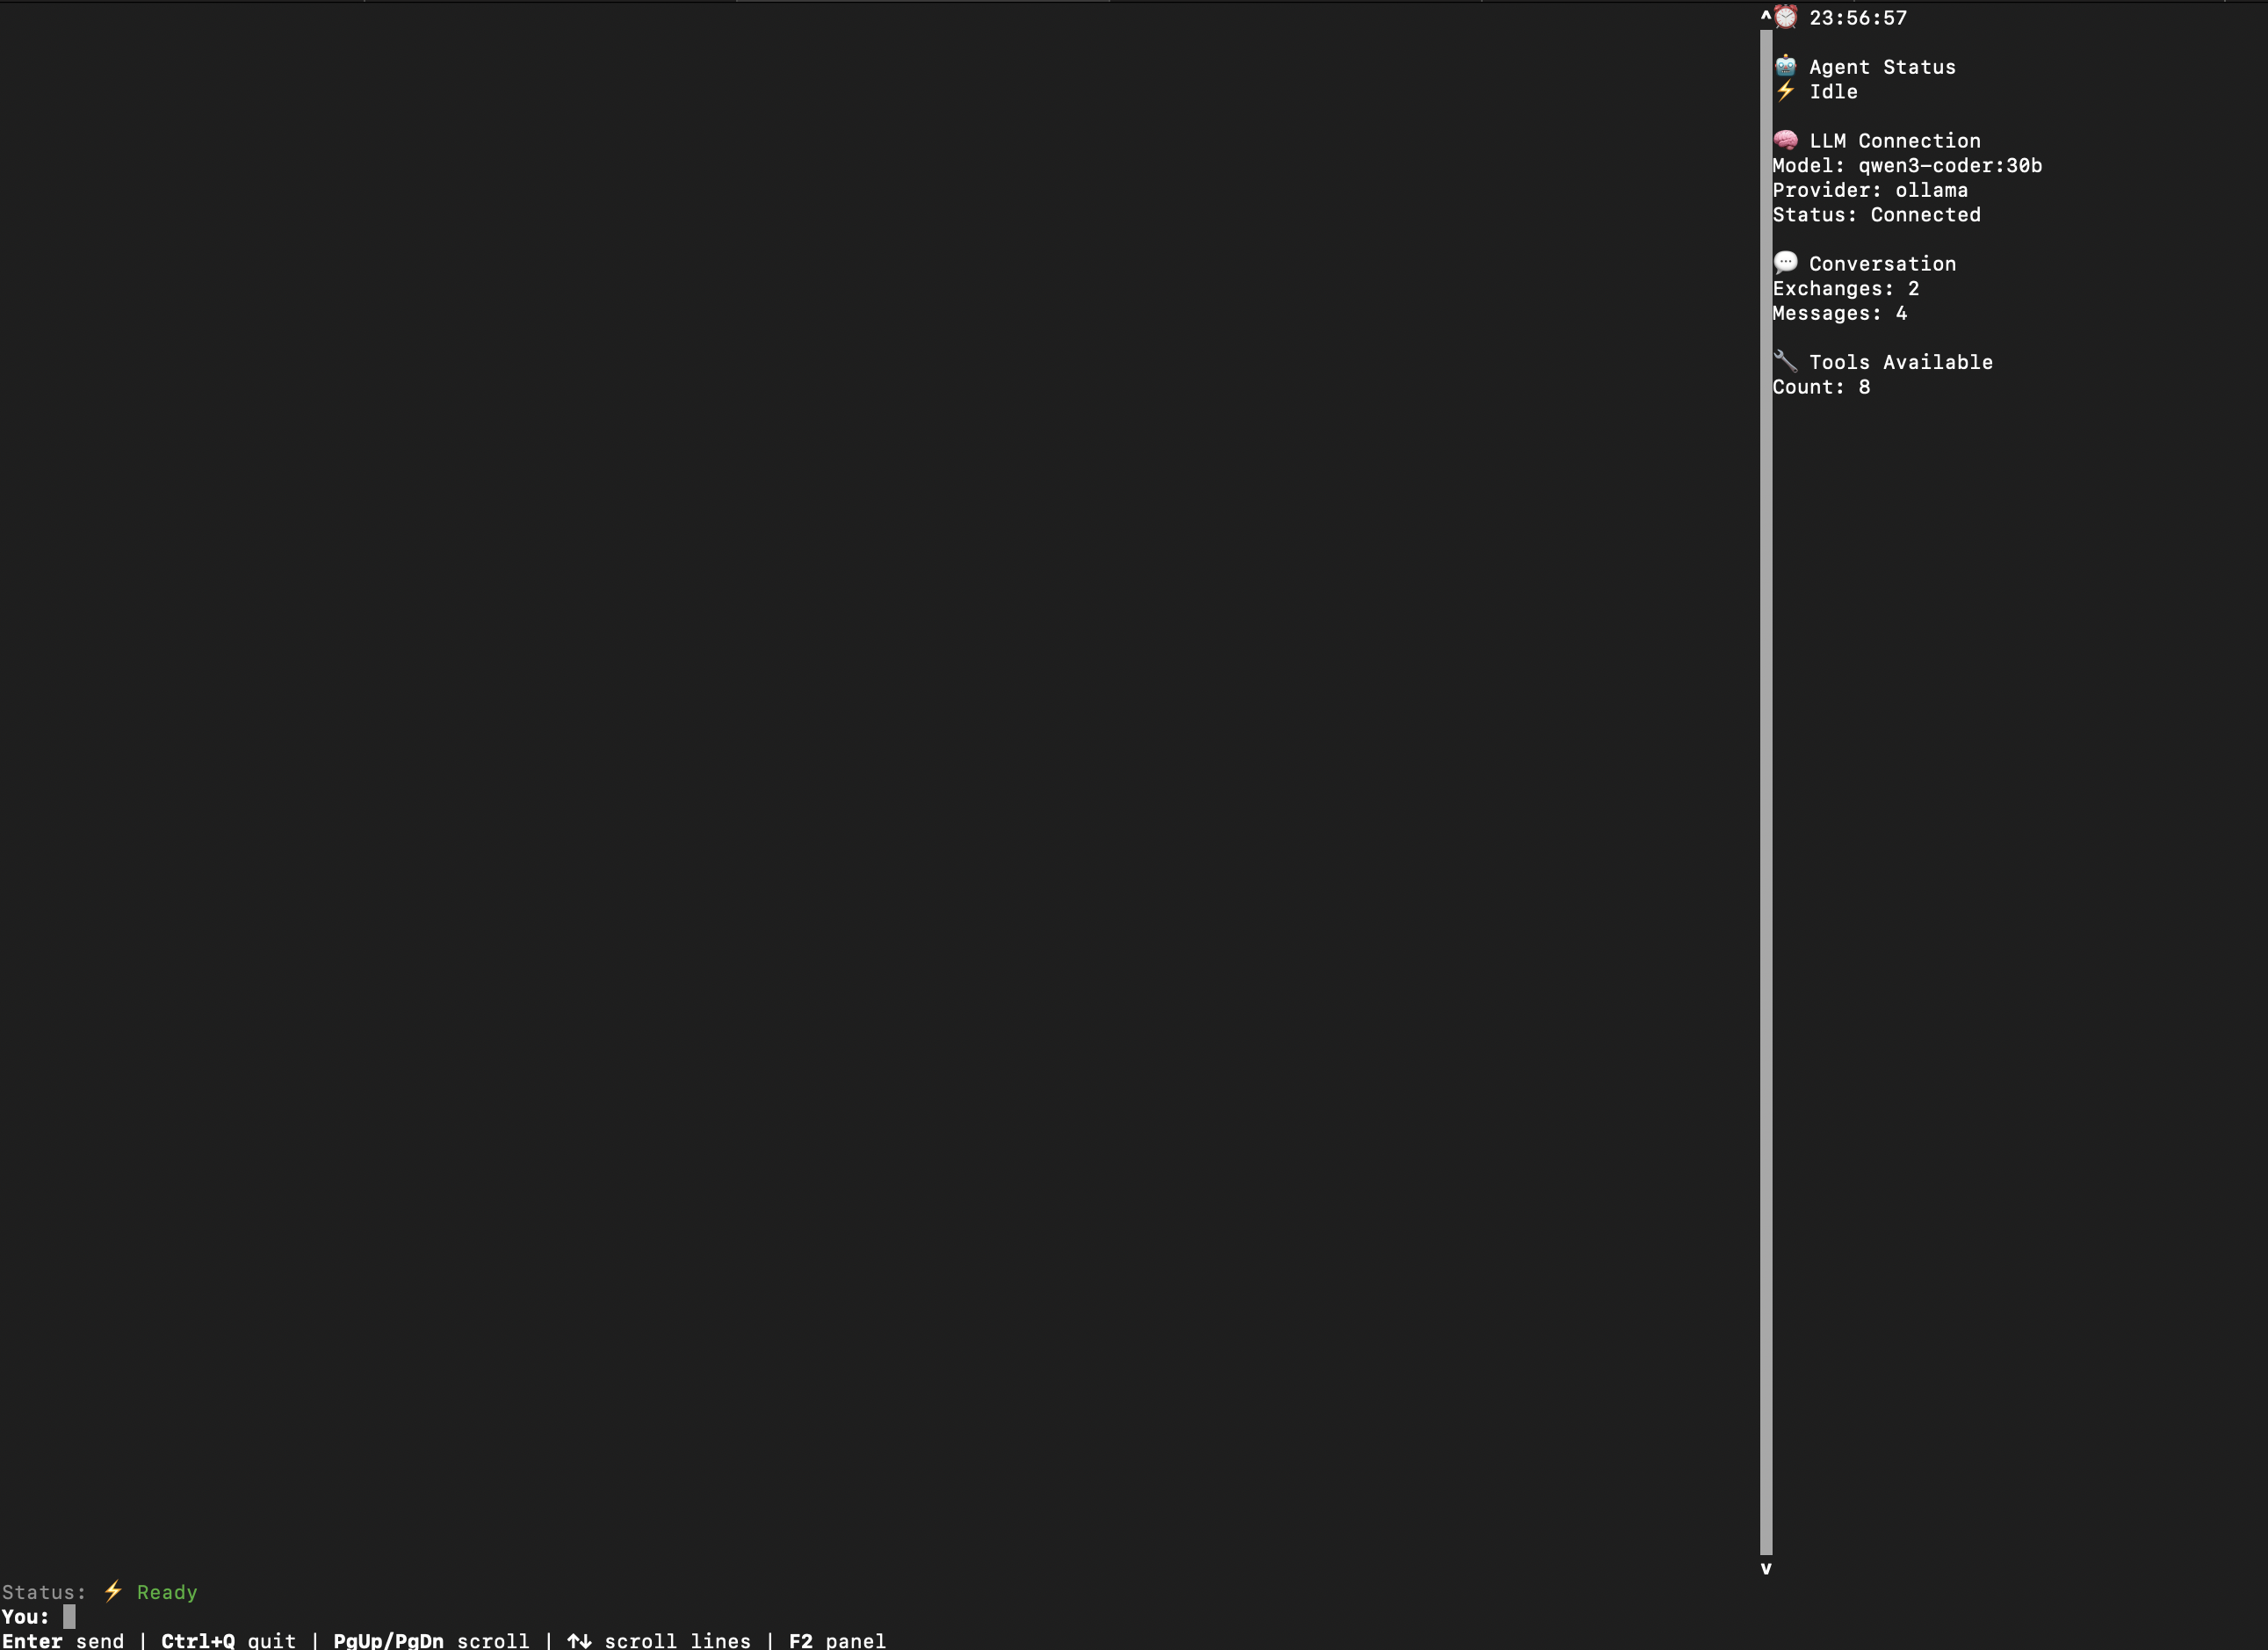 ^⏰ 23:56:57
🤖 Agent Status
⚡ Idle
🧠 LLM Connection
Model: qwen3-coder:30b
Provider: ollama
Status: Connected
💬 Conversation
Exchanges: 2
Messages: 4
🔧 Tools Available
Count: 8
v
Status: ⚡ Ready
You:
Enter send | Ctrl+Q quit | PgUp/PgDn scroll | ↑↓ scroll lines | F2 panel